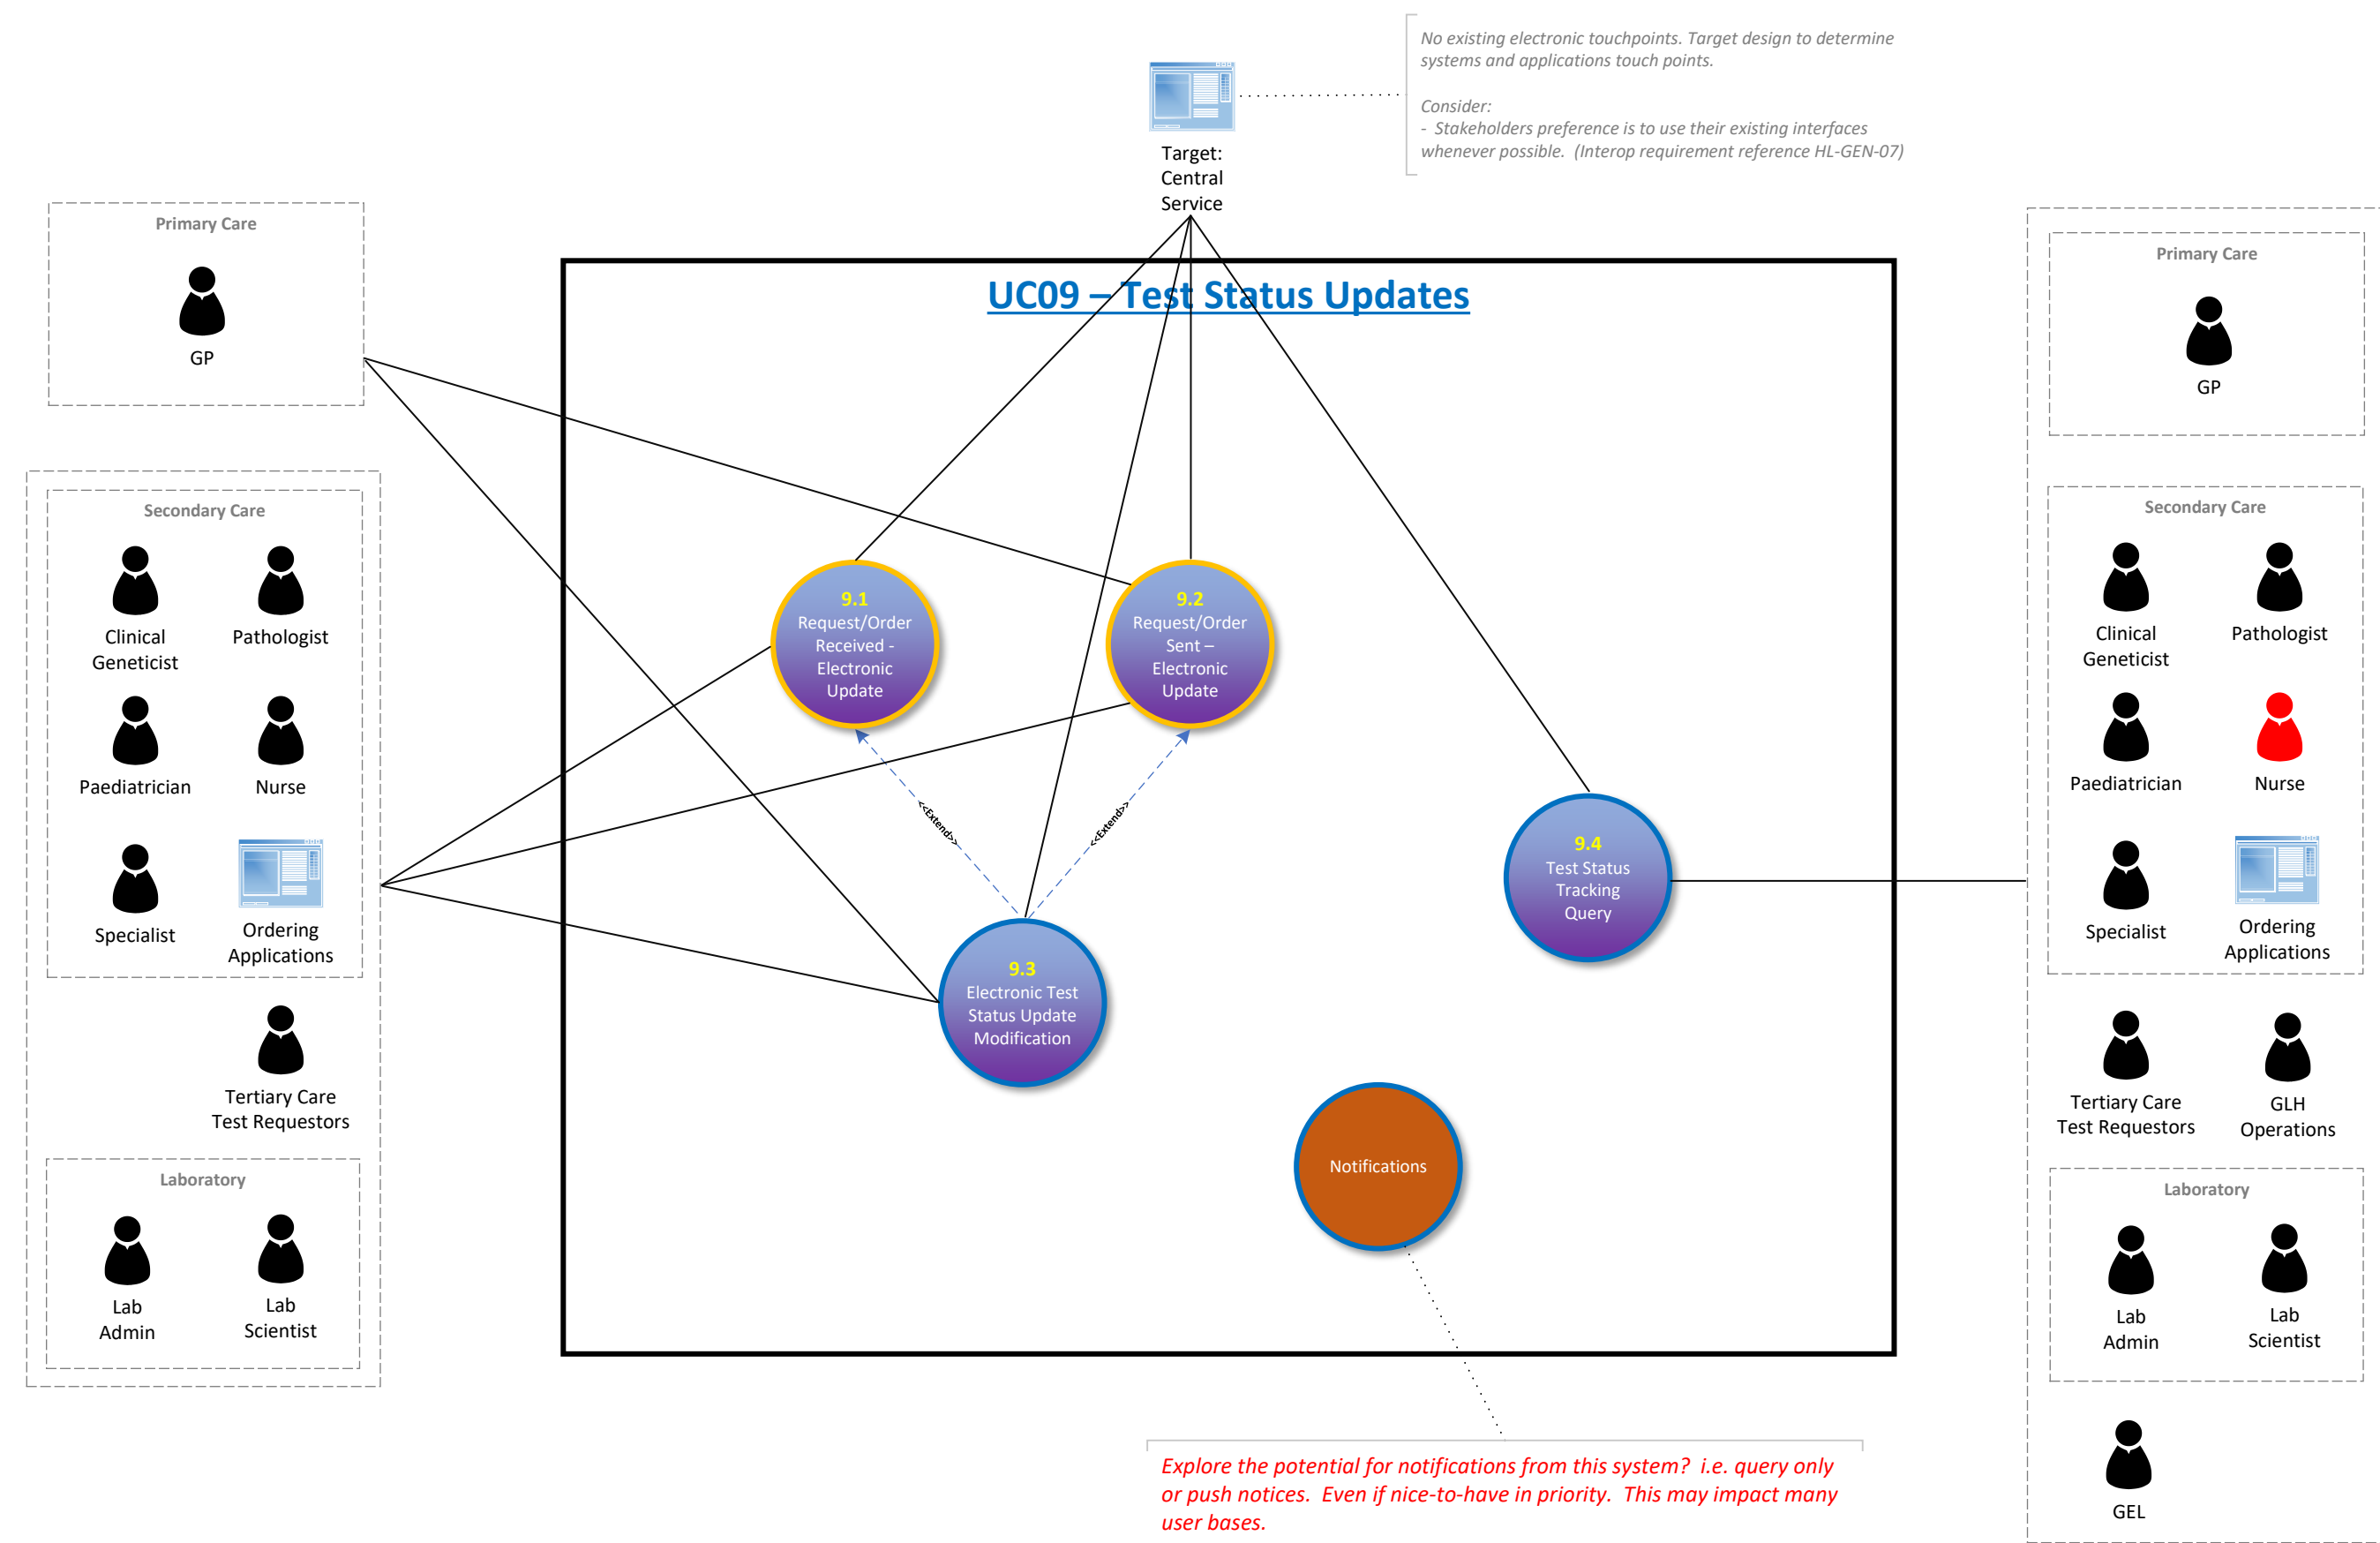 No existing electronic touchpoints. Target design to determine
systems and applications touch points.
Consider:
- Stakeholders preference is to use their existing interfaces
whenever possible. (Interop requirement reference HL-GEN-07)
Target:
Central
Service
UC09 – Test Status Updates
Primary Care
GP
Secondary Care
Clinical
Geneticist
Pathologist
Paediatrician
Nurse
Specialist
Ordering
Applications
Tertiary Care
Test Requestors
Laboratory
Lab
Admin
Lab
Scientist
9.1
Request/Order
Received -
Electronic
Update
9.2
Request/Order
Sent –
Electronic
Update
<<Extend>>
<<Extend>>
9.3
Electronic Test
Status Update
Modification
9.4
Test Status
Tracking
Query
Notifications
Explore the potential for notifications from this system? i.e. query only
or push notices. Even if nice-to-have in priority. This may impact many
user bases.
Primary Care
GP
Secondary Care
Clinical
Geneticist
Pathologist
Paediatrician
Nurse
Specialist
Ordering
Applications
Tertiary Care
Test Requestors
GLH
Operations
Laboratory
Lab
Admin
Lab
Scientist
GEL